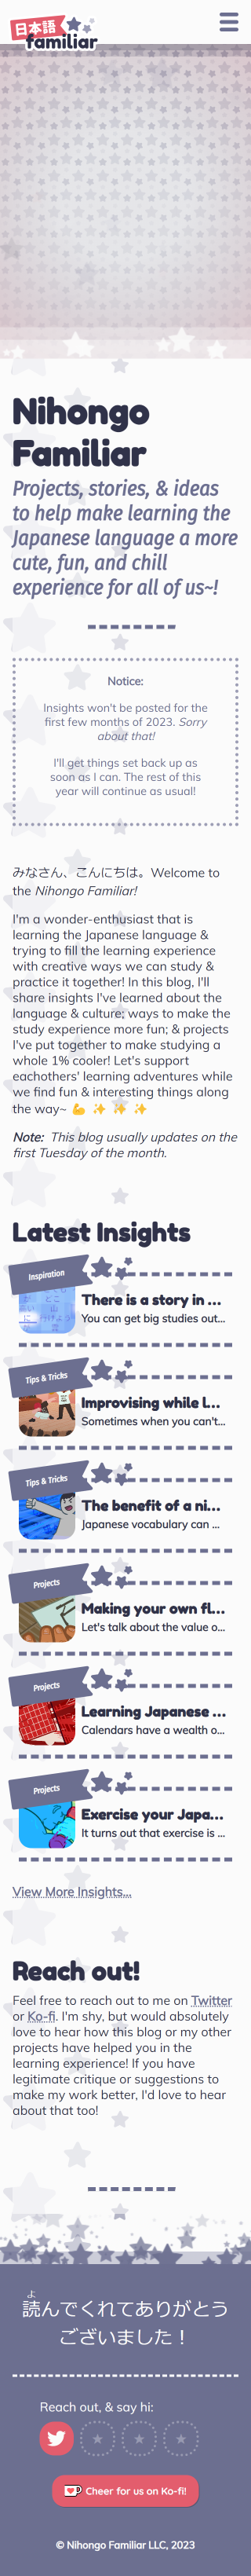 日本語
familiar
Nihongo
Familiar
Projects, stories, & ideas
to help make learning the
Japanese language a more
cute, fun, and chill
experience for all of us~!
Notice:
Insights won't be posted for the
first few months of 2023. Sorry
about that!
I'll get things set back up as
soon as I can. The rest of this
year will continue as usual!
みなさん、こんにちは。Welcome to
the Nihongo Familiar!
I'm a wonder-enthusiast that is
learning the Japanese language &
trying to fill the learning experience
with creative ways we can study &
practice it together! In this blog, I'll
share insights I've learned about the
language & culture; ways to make the
study experience more fun; & projects
I've put together to make studying a
whole 1% cooler! Let's support
eachothers' learning adventures while
we find fun & interesting things along
the way~ 💪 ✨ ✨ ✨
Note: This blog usually updates on the
first Tuesday of the month.
Latest Insights
Inspiration
There is a story in ...
You can get big studies out...
Tips & Tricks
Improvising while l...
Sometimes when you can't...
Tips & Tricks
The benefit of a ni...
Japanese vocabulary can ...
Projects
Making your own fl...
Let's talk about the value o...
Projects
Learning Japanese ...
Calendars have a wealth o...
Projects
Exercise your Japa...
It turns out that exercise is ...
View More Insights...
Reach out!
Feel free to reach out to me on Twitter
or Ko-fi. I'm shy, but would absolutely
love to hear how this blog or my other
projects have helped you in the
learning experience! If you have
legitimate critique or suggestions to
make my work better, I'd love to hear
about that too!
よ
読んでくれてありがとう
ございました！
Reach out, & say hi:
Cheer for us on Ko-fi!
© Nihongo Familiar LLC, 2023